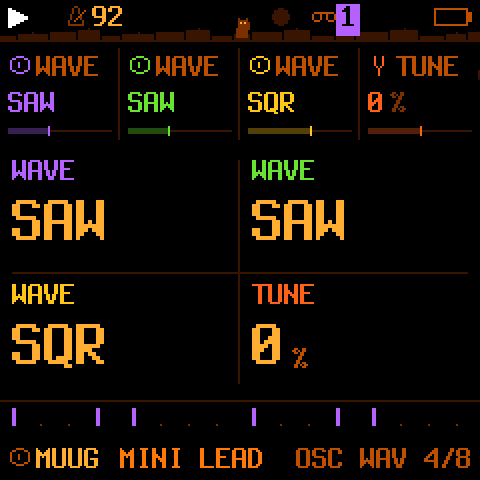 92 1
WAVE WAVE WAVE TUNE
SAW SAW SQR 0 %
WAVE WAVE
SAW SAW
WAVE TUNE
SQR 0 %
MUUG MINI LEAD OSC WAV 4/8